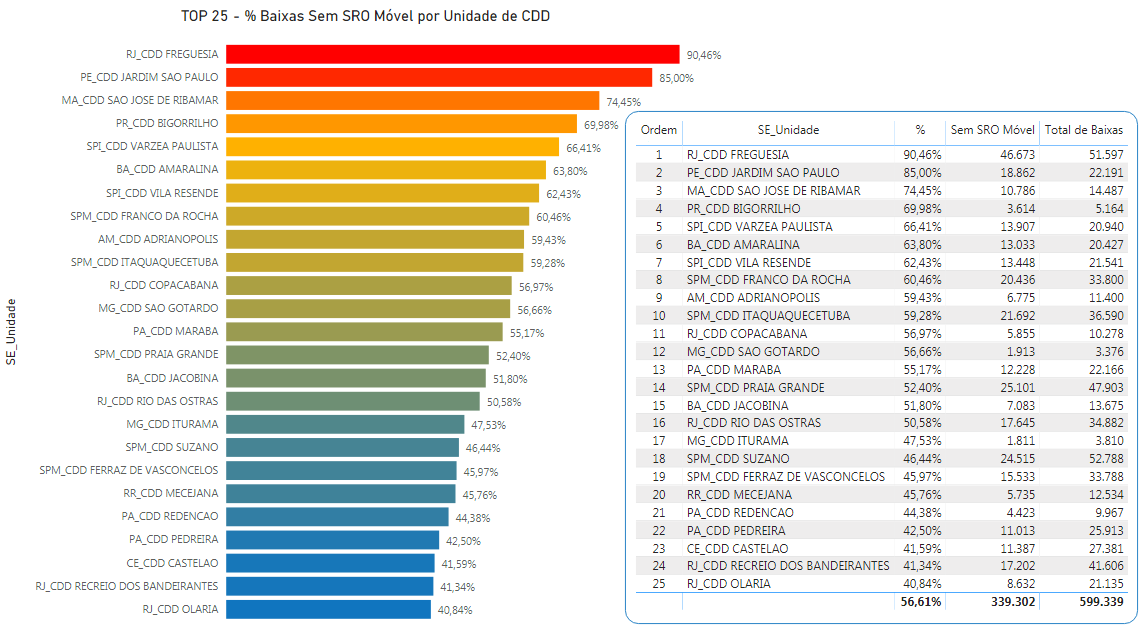 TOP 25 - % Baixas Sem SRO Móvel por Unidade de CDD
SE_Unidade
RJ_CDD FREGUESIA 90,46%
PE_CDD JARDIM SAO PAULO 85,00%
MA_CDD SAO JOSE DE RIBAMAR 74,45%
PR_CDD BIGORRILHO 69,98%
SPI_CDD VARZEA PAULISTA 66,41%
BA_CDD AMARALINA 63,80%
SPI_CDD VILA RESENDE 62,43%
SPM_CDD FRANCO DA ROCHA 60,46%
AM_CDD ADRIANOPOLIS 59,43%
SPM_CDD ITAQUAQUECETUBA 59,28%
RJ_CDD COPACABANA 56,97%
MG_CDD SAO GOTARDO 56,66%
PA_CDD MARABA 55,17%
SPM_CDD PRAIA GRANDE 52,40%
BA_CDD JACOBINA 51,80%
RJ_CDD RIO DAS OSTRAS 50,58%
MG_CDD ITURAMA 47,53%
SPM_CDD SUZANO 46,44%
SPM_CDD FERRAZ DE VASCONCELOS 45,97%
RR_CDD MECEJANA 45,76%
PA_CDD REDENCAO 44,38%
PA_CDD PEDREIRA 42,50%
CE_CDD CASTELAO 41,59%
RJ_CDD RECREIO DOS BANDEIRANTES 41,34%
RJ_CDD OLARIA 40,84%
Ordem SE_Unidade % Sem SRO Móvel Total de Baixas
1 RJ_CDD FREGUESIA 90,46% 46.673 51.597
2 PE_CDD JARDIM SAO PAULO 85,00% 18.862 22.191
3 MA_CDD SAO JOSE DE RIBAMAR 74,45% 10.786 14.487
4 PR_CDD BIGORRILHO 69,98% 3.614 5.164
5 SPI_CDD VARZEA PAULISTA 66,41% 13.907 20.940
6 BA_CDD AMARALINA 63,80% 13.033 20.427
7 SPI_CDD VILA RESENDE 62,43% 13.448 21.541
8 SPM_CDD FRANCO DA ROCHA 60,46% 20.436 33.800
9 AM_CDD ADRIANOPOLIS 59,43% 6.775 11.400
10 SPM_CDD ITAQUAQUECETUBA 59,28% 21.692 36.590
11 RJ_CDD COPACABANA 56,97% 5.855 10.278
12 MG_CDD SAO GOTARDO 56,66% 1.913 3.376
13 PA_CDD MARABA 55,17% 12.228 22.166
14 SPM_CDD PRAIA GRANDE 52,40% 25.101 47.903
15 BA_CDD JACOBINA 51,80% 7.083 13.675
16 RJ_CDD RIO DAS OSTRAS 50,58% 17.645 34.882
17 MG_CDD ITURAMA 47,53% 1.811 3.810
18 SPM_CDD SUZANO 46,44% 24.515 52.788
19 SPM_CDD FERRAZ DE VASCONCELOS 45,97% 15.533 33.788
20 RR_CDD MECEJANA 45,76% 5.735 12.534
21 PA_CDD REDENCAO 44,38% 4.423 9.967
22 PA_CDD PEDREIRA 42,50% 11.013 25.913
23 CE_CDD CASTELAO 41,59% 11.387 27.381
24 RJ_CDD RECREIO DOS BANDEIRANTES 41,34% 17.202 41.606
25 RJ_CDD OLARIA 40,84% 8.632 21.135
56,61% 339.302 599.339